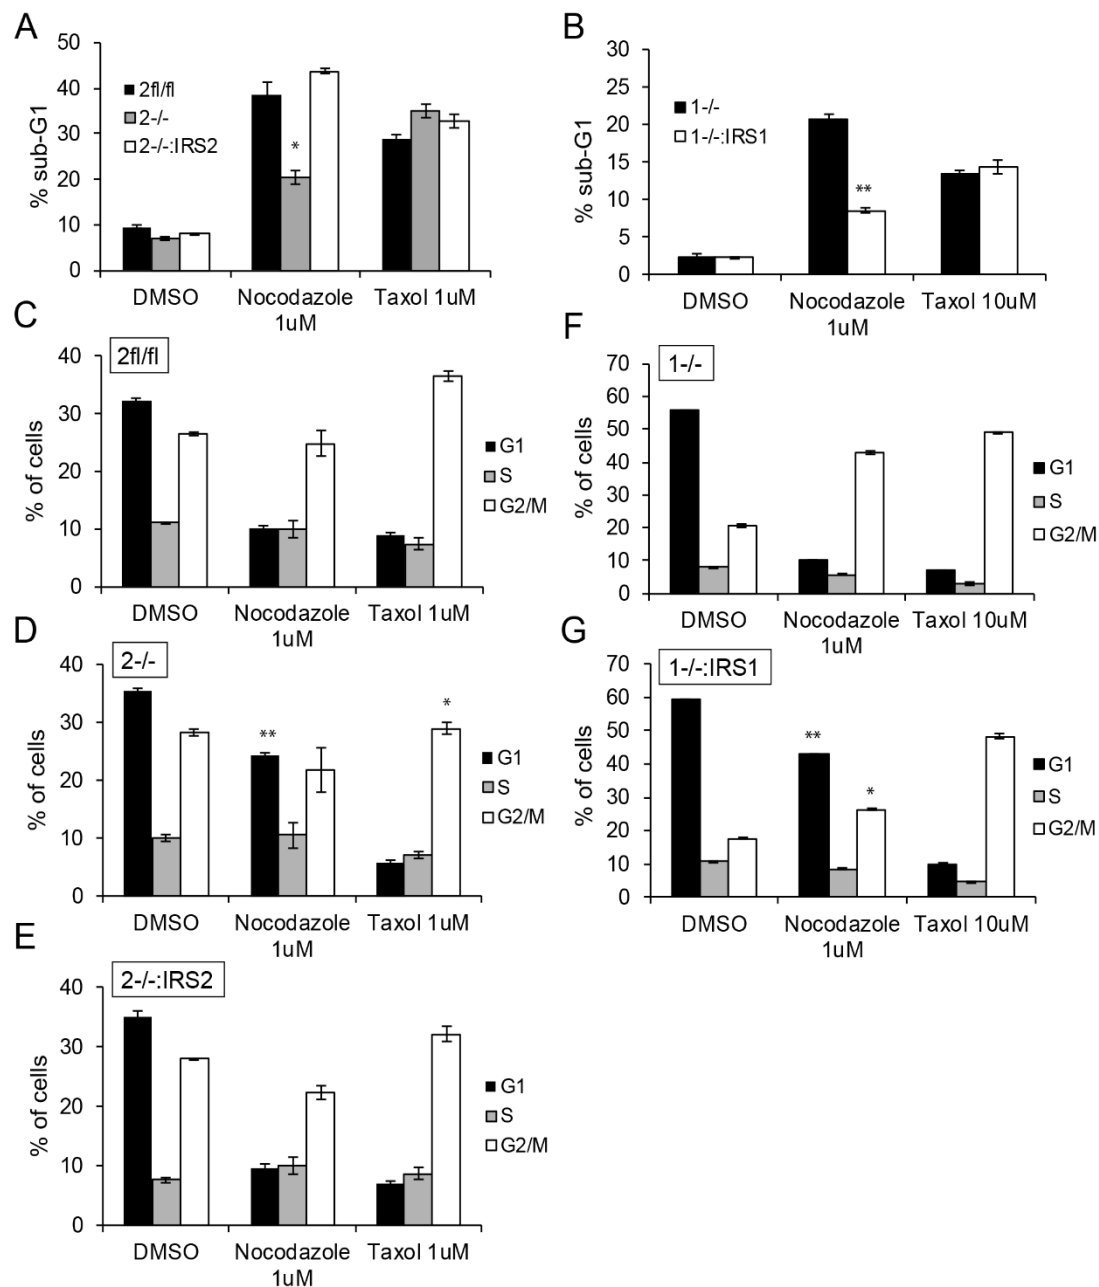 A
50
40
30
20
10
0
% sub-G1
2fl/fl
2-/-
2-/-:IRS2
*
DMSO
Nocodazole
1uM
Taxol 1uM
B
30
25
20
15
10
5
0
% sub-G1
1-/-
1-/-:IRS1
**
DMSO
Nocodazole
1uM
Taxol 10uM
C
2fl/fl
40
30
20
10
0
% of cells
G1
S
G2/M
DMSO
Nocodazole
1uM
Taxol 1uM
D
2-/-
40
30
20
10
0
% of cells
**
*
G1
S
G2/M
DMSO
Nocodazole
1uM
Taxol 1uM
E
2-/-:IRS2
40
30
20
10
0
% of cells
G1
S
G2/M
DMSO
Nocodazole
1uM
Taxol 1uM
F
1-/-
70
60
50
40
30
20
10
0
% of cells
G1
S
G2/M
DMSO
Nocodazole
1uM
Taxol 10uM
G
1-/-:IRS1
70
60
50
40
30
20
10
0
% of cells
**
*
G1
S
G2/M
DMSO
Nocodazole
1uM
Taxol 10uM